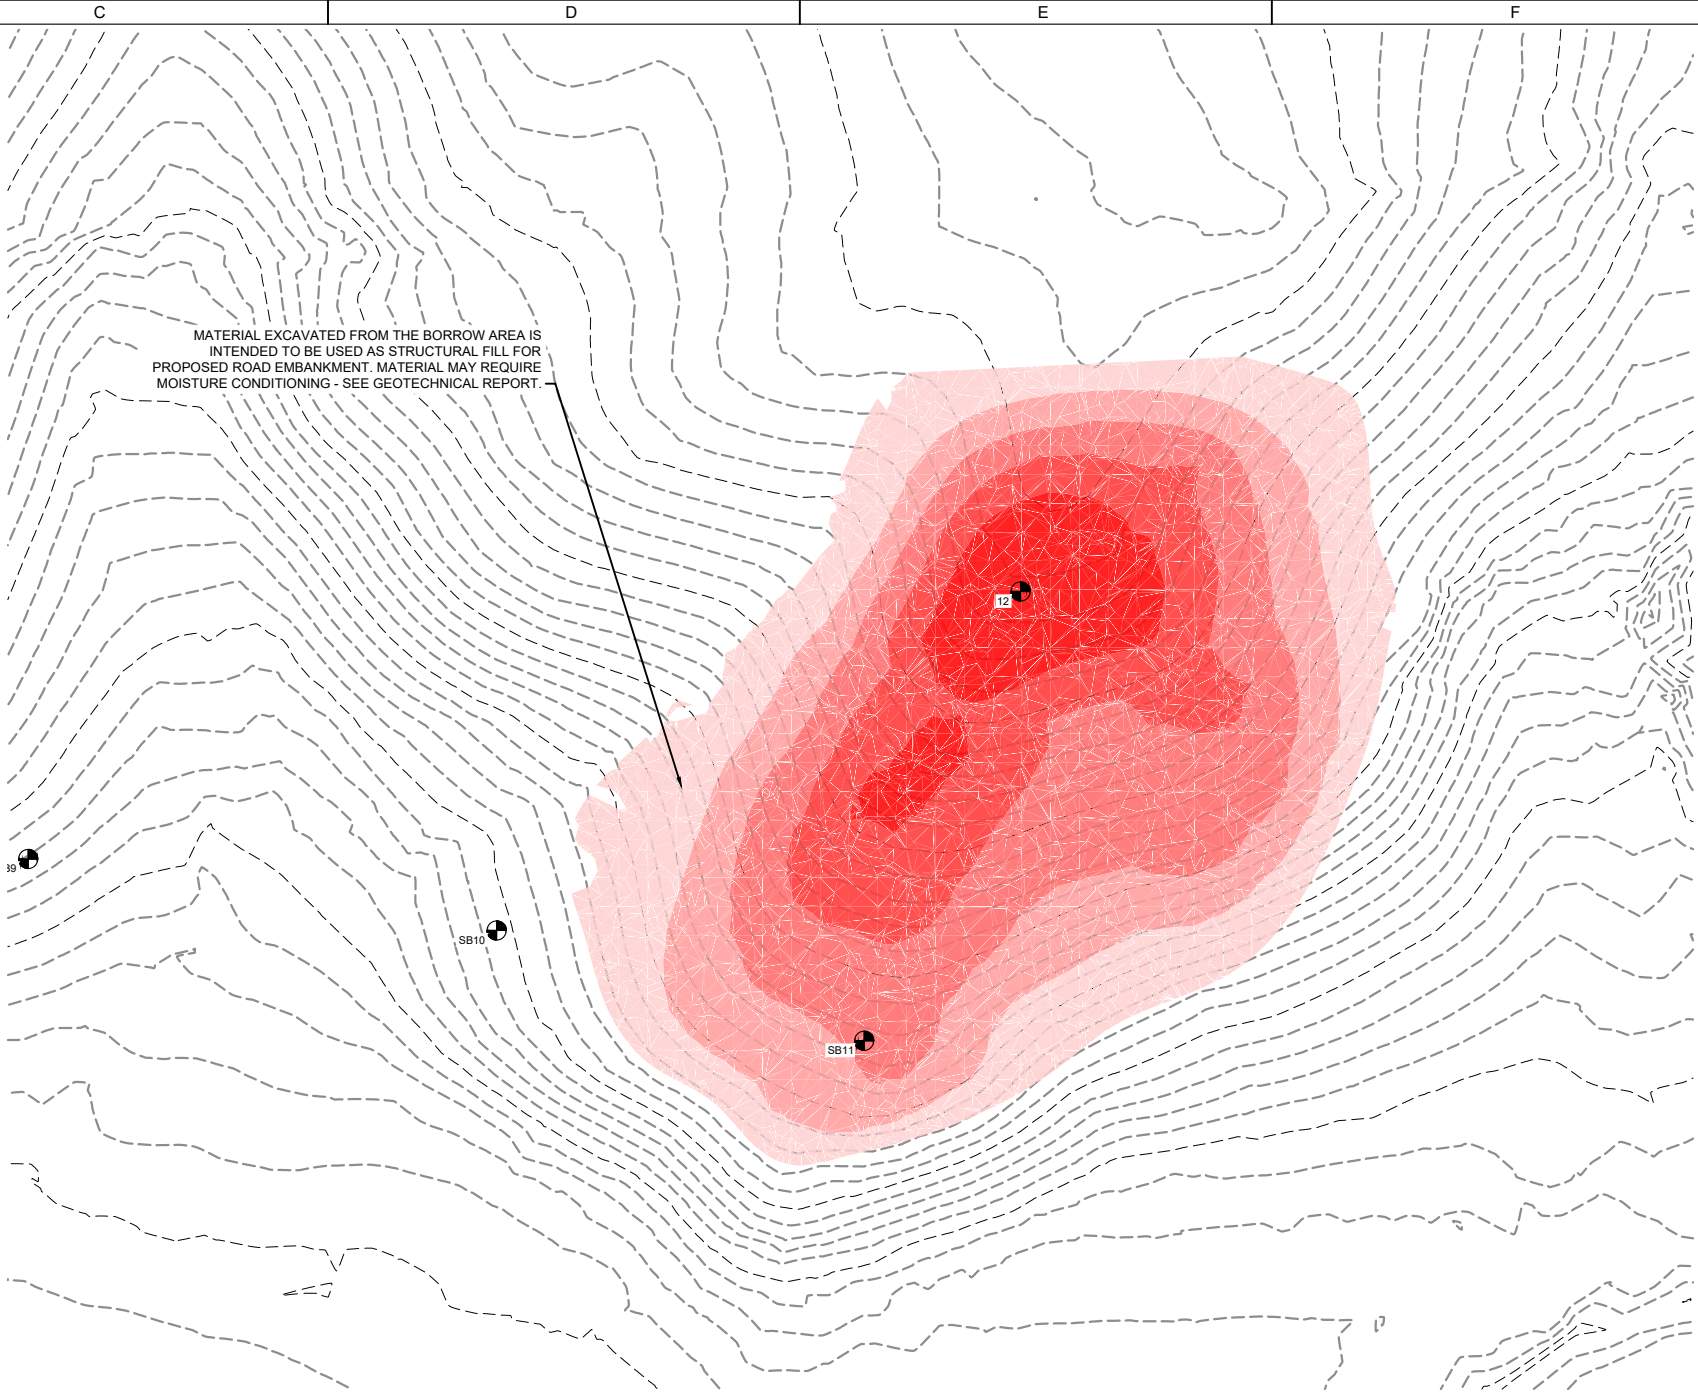 C D E F
MATERIAL EXCAVATED FROM THE BORROW AREA IS
INTENDED TO BE USED AS STRUCTURAL FILL FOR
PROPOSED ROAD EMBANKMENT. MATERIAL MAY REQUIRE
MOISTURE CONDITIONING - SEE GEOTECHNICAL REPORT.
12
39
SB10
SB11